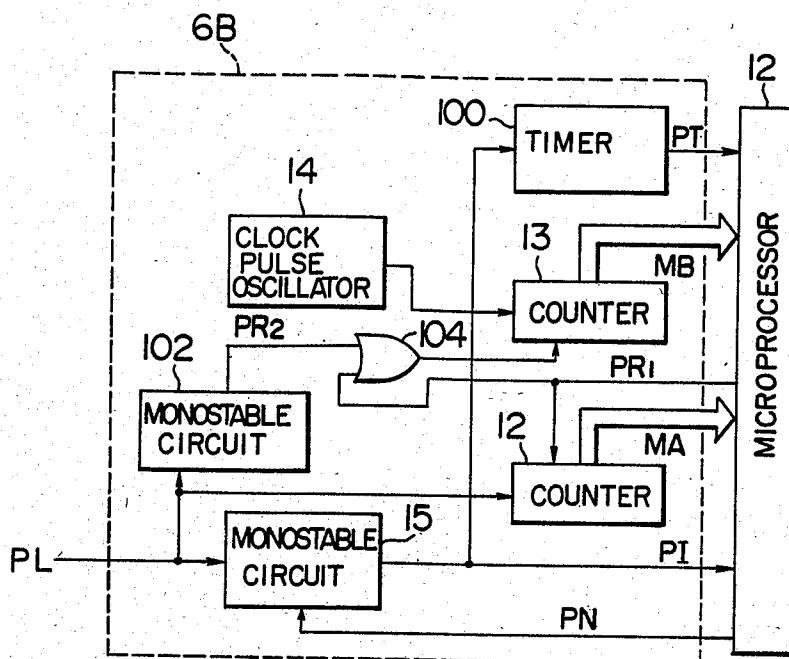 6B
12
100
TIMER
PT
14
CLOCK
PULSE
OSCILLATOR
13
MB
COUNTER
PR2
104
102
PR1
MONOSTABLE
CIRCUIT
12
MA
COUNTER
MICROPROCESSOR
15
MONOSTABLE
CIRCUIT
PL
PI
PN